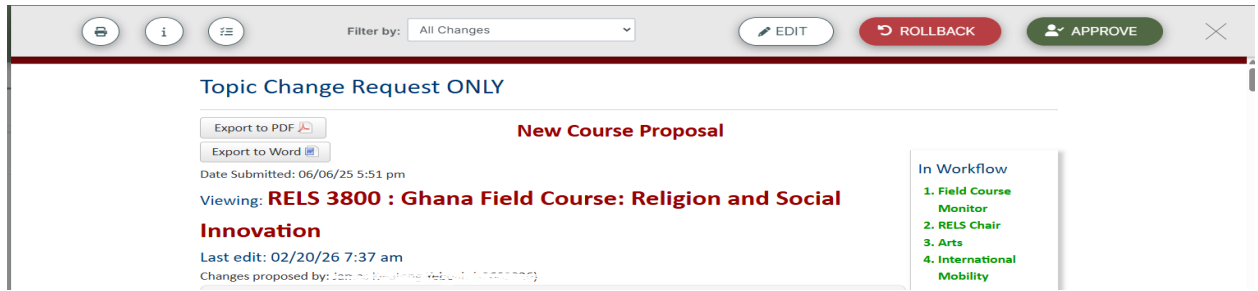 Filter by: All Changes EDIT ROLLBACK APPROVE
Topic Change Request ONLY
Export to PDF
New Course Proposal
Export to Word
Date Submitted: 06/06/25 5:51 pm
Viewing: RELS 3800 : Ghana Field Course: Religion and Social
Innovation
Last edit: 02/20/26 7:37 am
Changes proposed by:
In Workflow
1. Field Course
Monitor
2. RELS Chair
3. Arts
4. International
Mobility